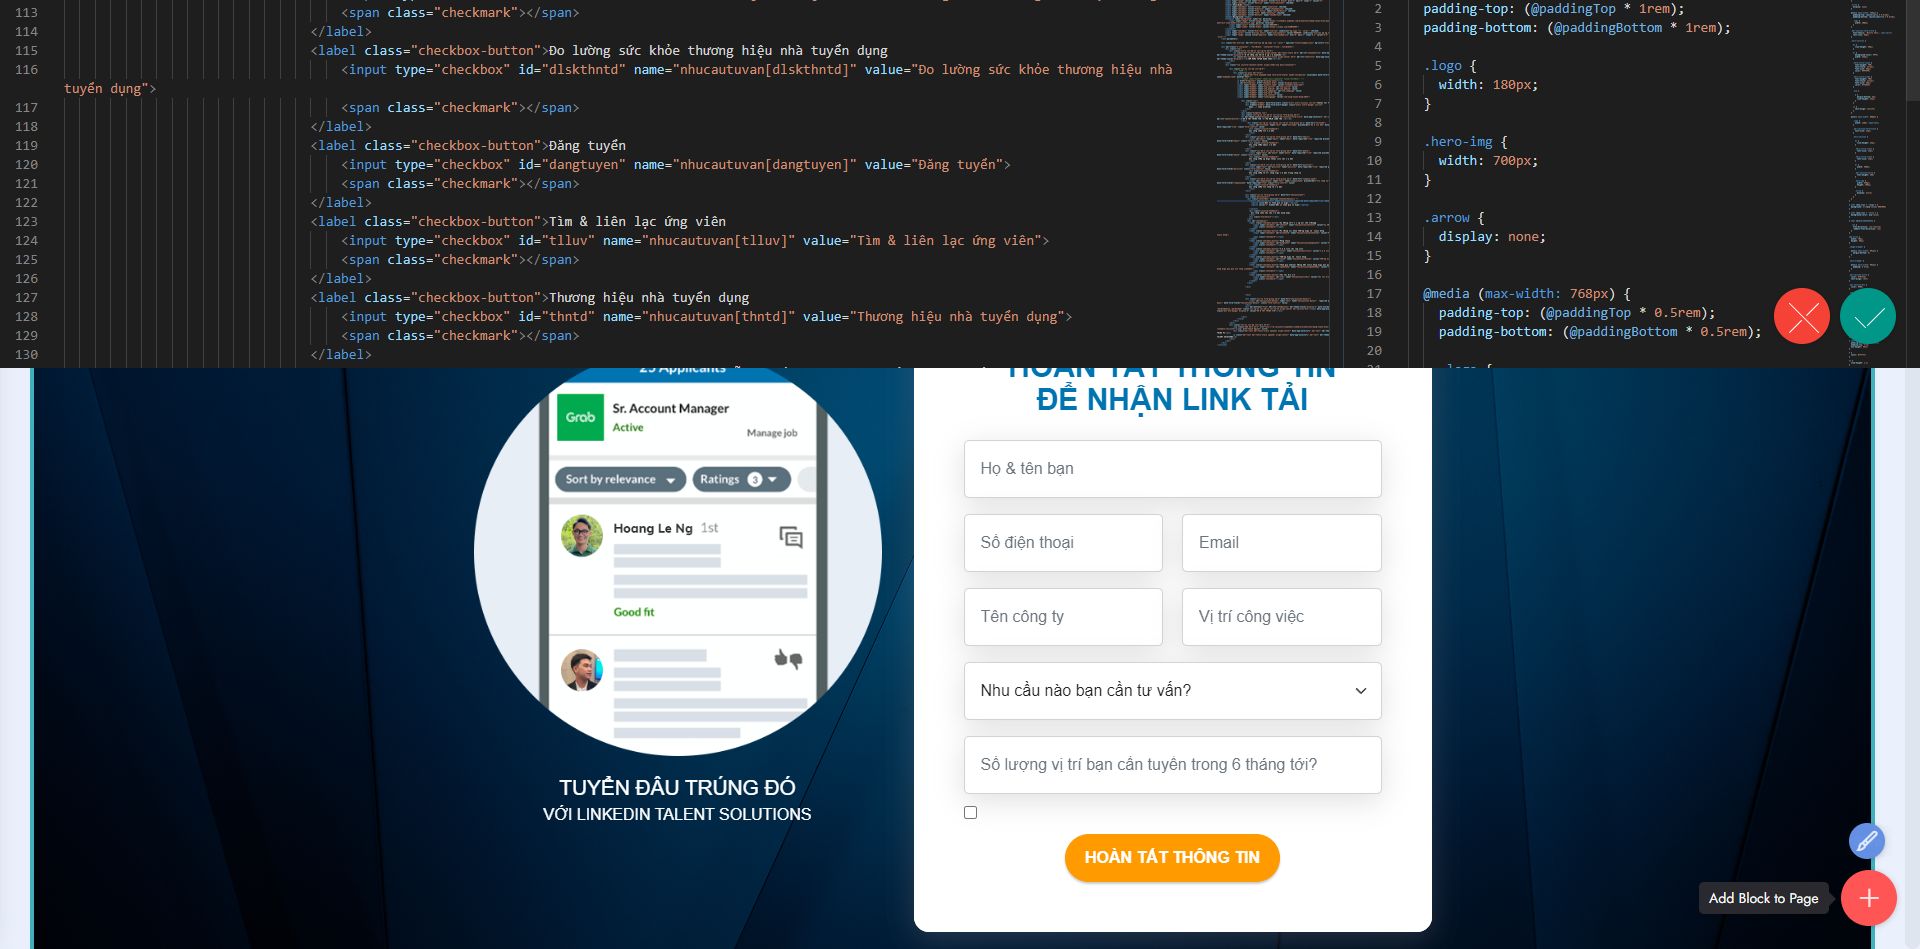 113 <span class="checkmark"></span>
114 </label>
115 <label class="checkbox-button">Đo lường sức khỏe thương hiệu nhà tuyển dụng
116 <input type="checkbox" id="dlskthntd" name="nhucautuvan[dlskthntd]" value="Đo lường sức khỏe thương hiệu nhà
tuyển dụng">
117 <span class="checkmark"></span>
118 </label>
119 <label class="checkbox-button">Đăng tuyển
120 <input type="checkbox" id="dangtuyen" name="nhucautuvan[dangtuyen]" value="Đăng tuyển">
121 <span class="checkmark"></span>
122 </label>
123 <label class="checkbox-button">Tìm & liên lạc ứng viên
124 <input type="checkbox" id="tlluv" name="nhucautuvan[tlluv]" value="Tìm & liên lạc ứng viên">
125 <span class="checkmark"></span>
126 </label>
127 <label class="checkbox-button">Thương hiệu nhà tuyển dụng
128 <input type="checkbox" id="thntd" name="nhucautuvan[thntd]" value="Thương hiệu nhà tuyển dụng">
129 <span class="checkmark"></span>
130 </label>
2 padding-top: (@paddingTop * 1rem);
3 padding-bottom: (@paddingBottom * 1rem);
4
5 .logo {
6 width: 180px;
7 }
8
9 .hero-img {
10 width: 700px;
11 }
12
13 .arrow {
14 display: none;
15 }
16
17 @media (max-width: 768px) {
18 padding-top: (@paddingTop * 0.5rem);
19 padding-bottom: (@paddingBottom * 0.5rem);
20
21 .logo {
25 Applicants
Grab
Sr. Account Manager
Active
Manage job
Sort by relevance
Ratings 3
Hoang Le Ng 1st
Good fit
TUYỂN ĐÂU TRÚNG ĐÓ
VỚI LINKEDIN TALENT SOLUTIONS
HOÀN TẤT THÔNG TIN
ĐỂ NHẬN LINK TẢI
Họ & tên bạn
Số điện thoại
Email
Tên công ty
Vị trí công việc
Nhu cầu nào bạn cần tư vấn?
Số lượng vị trí bạn cần tuyên trong 6 tháng tới?
HOÀN TẤT THÔNG TIN
Add Block to Page